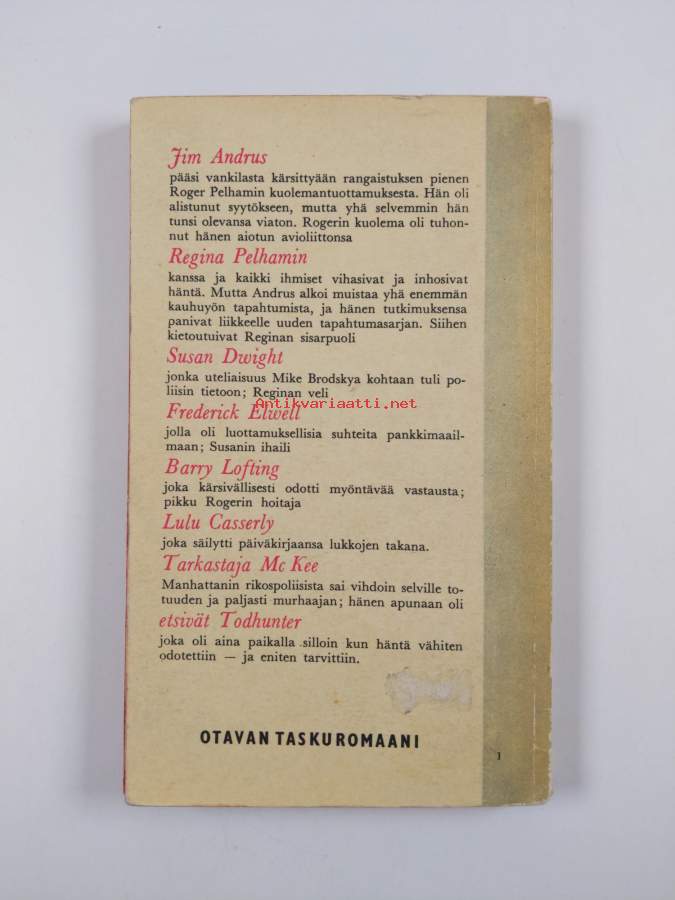 Jim Andrus
pääsi vankilasta kärsittyään rangaistuksen pienen
Roger Pelhamin kuolemantuottamuksesta. Hän oli
alistunut syytökseen, mutta yhä selvemmin hän
tunsi olevansa viaton. Rogerin kuolema oli tuhon-
nut hänen aiotun avioliittonsa
Regina Pelhamin
kanssa ja kaikki ihmiset vihasivat ja inhosivat
häntä. Mutta Andrus alkoi muistaa yhä enemmän
kauhuyön tapahtumista, ja hänen tutkimuksensa
panivat liikkeelle uuden tapahtumasarjan. Siihen
kietoutuivat Reginan sisarpuoli
Susan Dwight
jonka uteliaisuus Mike Brodskya kohtaan tuli po-
liisin tietoon; Reginan veli
Antikvariaatti.net
Frederick Elwell
jolla oli luottamuksellisia suhteita pankkimaail-
maan; Susanin ihaili
Barry Lofting
joka kärsivällisesti odotti myöntävää vastausta;
pikku Rogerin hoitaja
Lulu Casserly
joka säilytti päiväkirjaansa lukkojen takana.
Tarkastaja Mc Kee
Manhattanin rikospoliisista sai vihdoin selville to-
tuuden ja paljasti murhaajan; hänen apunaan oli
etsivät Todhunter
joka oli aina paikalla silloin kun häntä vähiten
odotettiin — ja eniten tarvittiin.
OTAVAN TASKUROMAANI
1